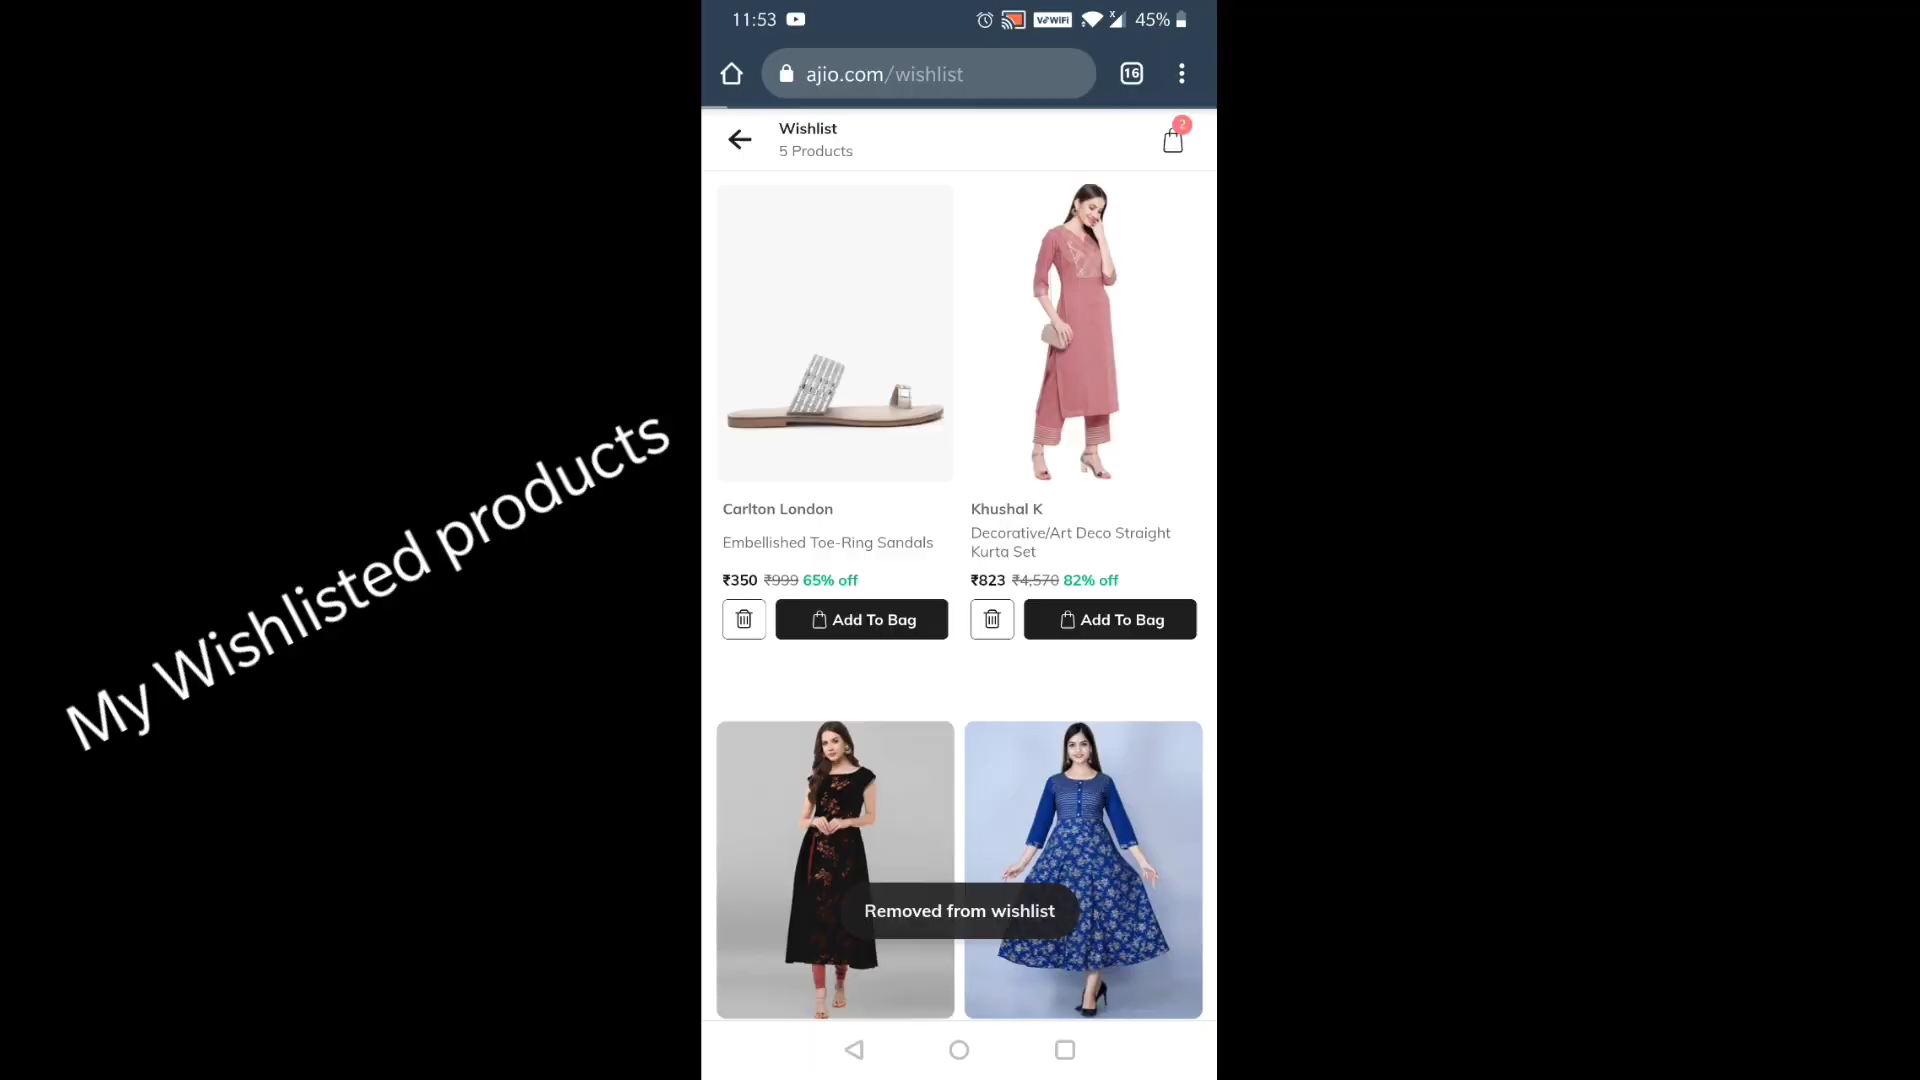 11:53
VoWiFi
x
45%
ajio.com/wishlist
16
Wishlist
5 Products
2
My Wishlisted products
Carlton London
Embellished Toe-Ring Sandals
₹350 ₹999 65% off
Add To Bag
Khushal K
Decorative/Art Deco Straight
Kurta Set
₹823 ₹4,570 82% off
Add To Bag
Removed from wishlist